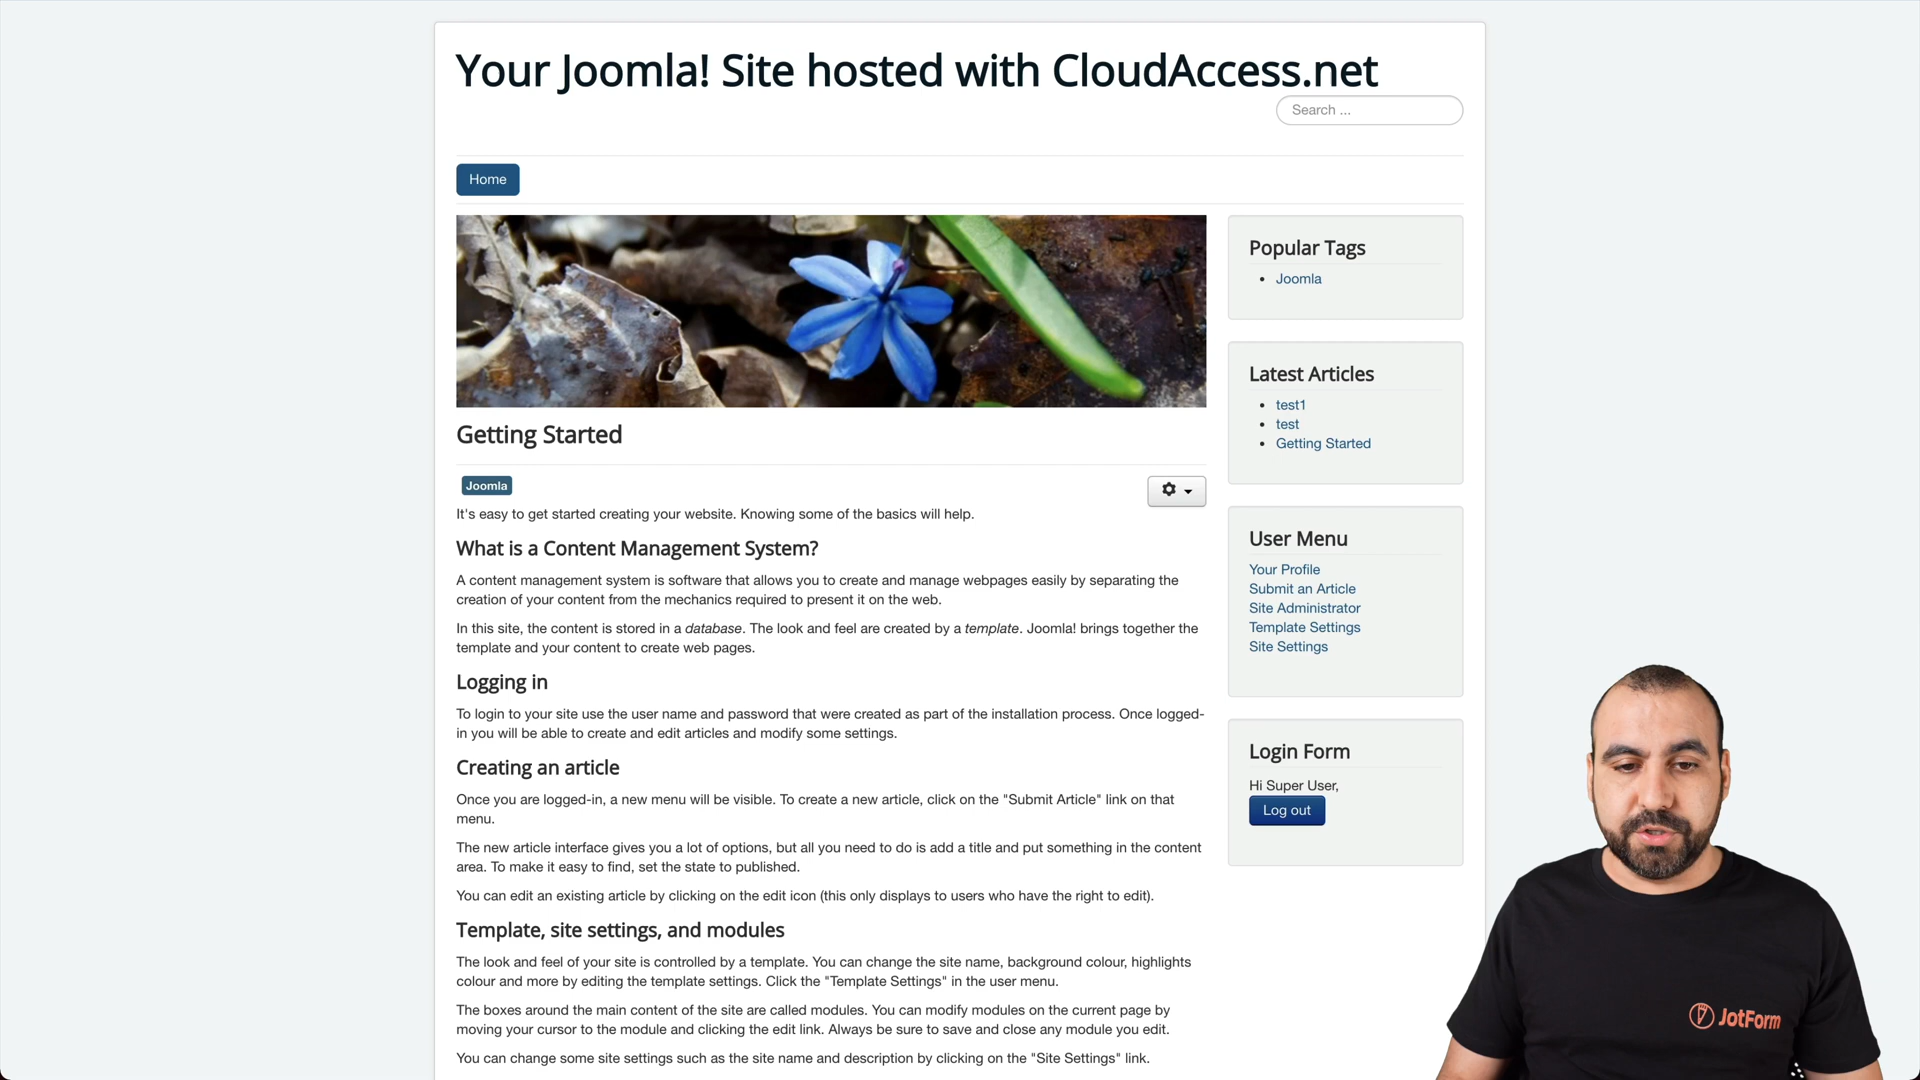 Your Joomla! Site hosted with CloudAccess.net
Search ...
Home
Getting Started
Joomla
It's easy to get started creating your website. Knowing some of the basics will help.
What is a Content Management System?
A content management system is software that allows you to create and manage webpages easily by separating the
creation of your content from the mechanics required to present it on the web.
In this site, the content is stored in a database. The look and feel are created by a template. Joomla! brings together the
template and your content to create web pages.
Logging in
To login to your site use the user name and password that were created as part of the installation process. Once logged-
in you will be able to create and edit articles and modify some settings.
Creating an article
Once you are logged-in, a new menu will be visible. To create a new article, click on the "Submit Article" link on that
menu.
The new article interface gives you a lot of options, but all you need to do is add a title and put something in the content
area. To make it easy to find, set the state to published.
You can edit an existing article by clicking on the edit icon (this only displays to users who have the right to edit).
Template, site settings, and modules
The look and feel of your site is controlled by a template. You can change the site name, background colour, highlights
colour and more by editing the template settings. Click the "Template Settings" in the user menu.
The boxes around the main content of the site are called modules. You can modify modules on the current page by
moving your cursor to the module and clicking the edit link. Always be sure to save and close any module you edit.
You can change some site settings such as the site name and description by clicking on the "Site Settings" link.
Popular Tags
Joomla
Latest Articles
test1
test
Getting Started
User Menu
Your Profile
Submit an Article
Site Administrator
Template Settings
Site Settings
Login Form
Hi Super User,
Log out
JotForm